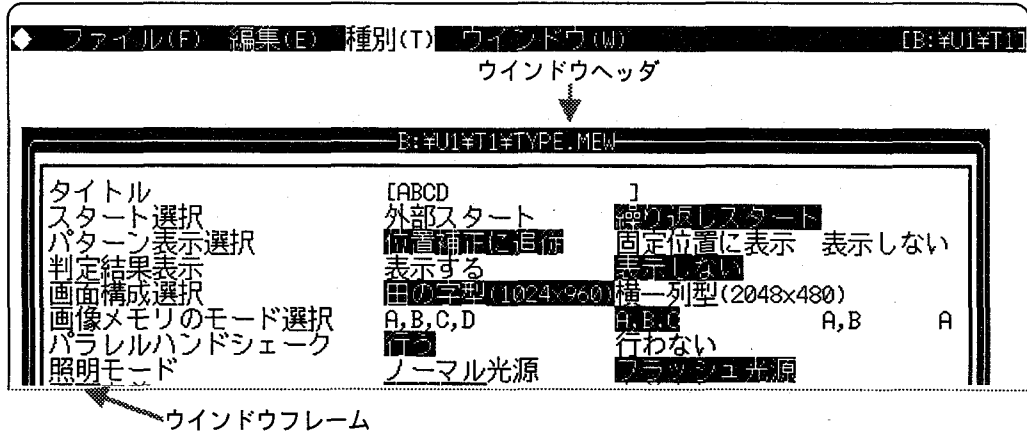 ◆ ファイル(F) 編集(E) 種別(T) ウインドウ(W) [B:¥U1¥T1]
ウインドウヘッダ
B:¥U1¥T1¥TYPE.MEW
タイトル [ABCD ]
スタート選択 外部スタート 繰り返しスタート
パターン表示選択 位置補正に追従 固定位置に表示 表示しない
判定結果表示 表示する 表示しない
画面構成選択 田の字型(1024×960) 横一列型(2048×480)
画像メモリのモード選択 A,B,C,D A,B,C A,B A
パラレルハンドシェーク 行う 行わない
照明モード ノーマル光源 フラッシュ光源
ウインドウフレーム